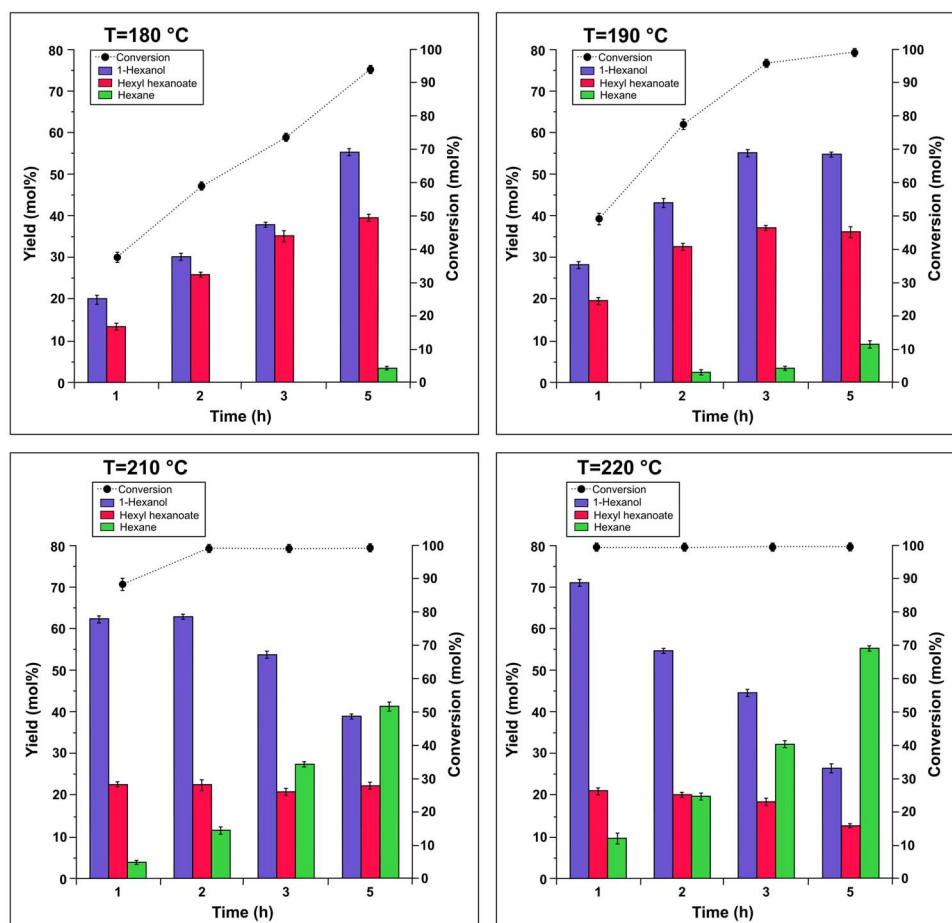 T=180 °C
Conversion
1-Hexanol
Hexyl hexanoate
Hexane
Yield (mol%)
80
70
60
50
40
30
20
10
0
Conversion (mol%)
100
90
80
70
60
50
40
30
20
10
0
1 2 3 5
Time (h)
T=190 °C
Conversion
1-Hexanol
Hexyl hexanoate
Hexane
Yield (mol%)
80
70
60
50
40
30
20
10
0
Conversion (mol%)
100
90
80
70
60
50
40
30
20
10
0
1 2 3 5
Time (h)
T=210 °C
Conversion
1-Hexanol
Hexyl hexanoate
Hexane
Yield (mol%)
80
70
60
50
40
30
20
10
0
Conversion (mol%)
100
90
80
70
60
50
40
30
20
10
0
1 2 3 5
Time (h)
T=220 °C
Conversion
1-Hexanol
Hexyl hexanoate
Hexane
Yield (mol%)
80
70
60
50
40
30
20
10
0
Conversion (mol%)
100
90
80
70
60
50
40
30
20
10
0
1 2 3 5
Time (h)